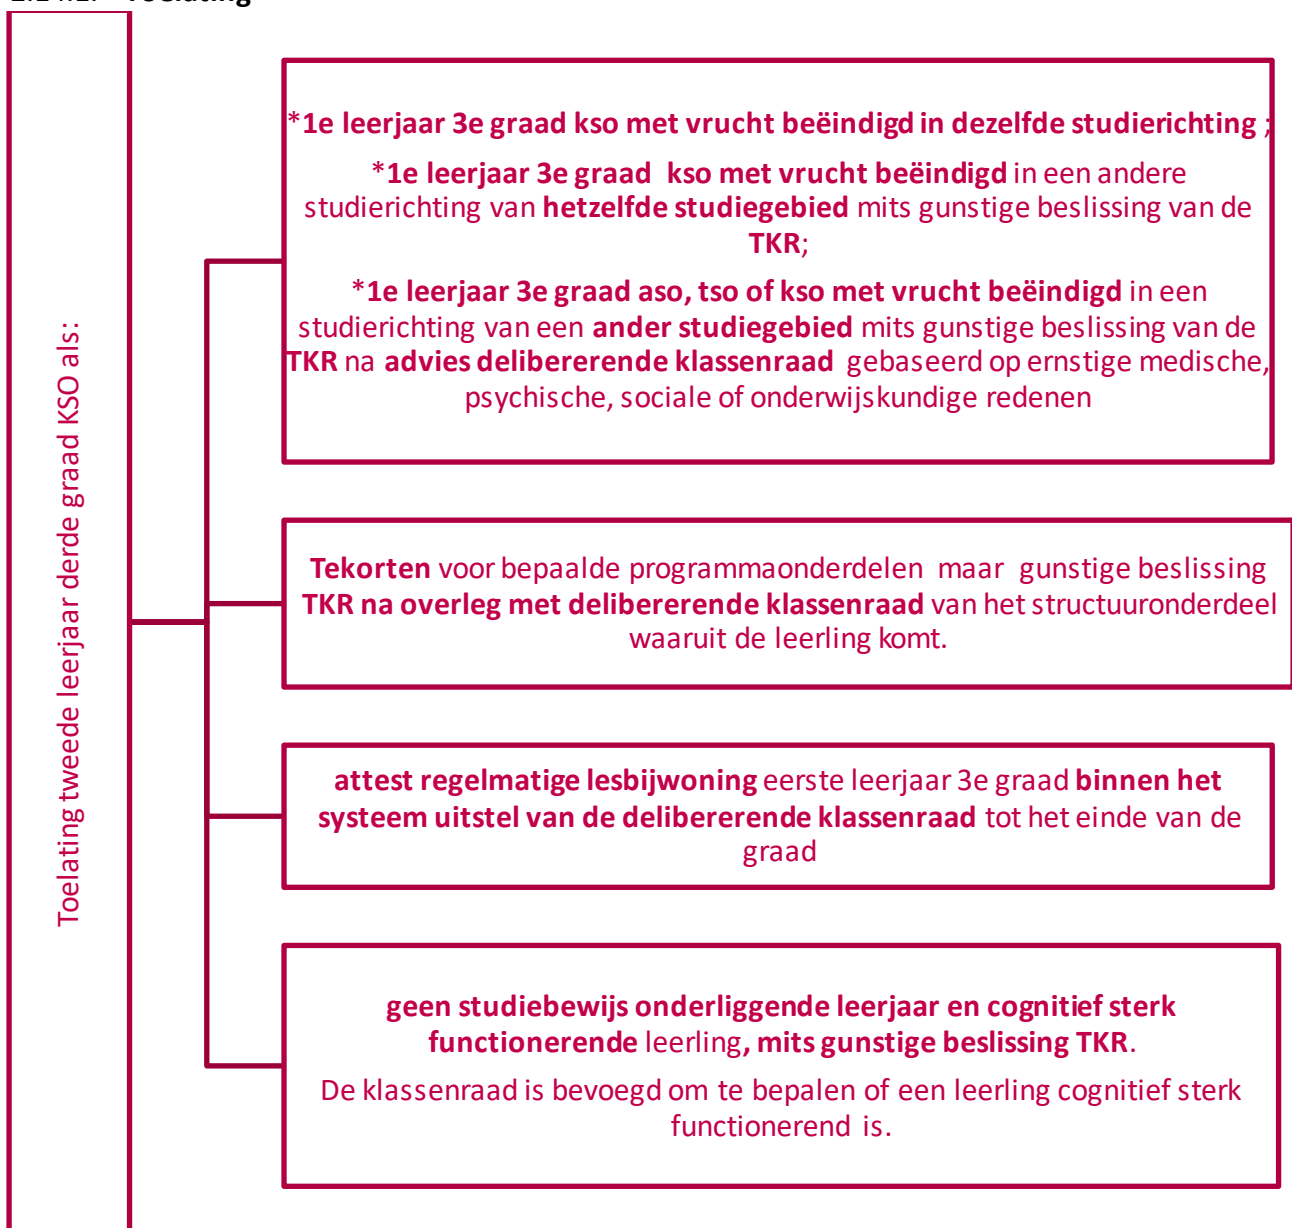 Toelating tweede leerjaar derde graad KSO als:
*1e leerjaar 3e graad kso met vrucht beëindigd in dezelfde studierichting ;
*1e leerjaar 3e graad kso met vrucht beëindigd in een andere
studierichting van hetzelfde studiegebied mits gunstige beslissing van de
TKR;
*1e leerjaar 3e graad aso, tso of kso met vrucht beëindigd in een
studierichting van een ander studiegebied mits gunstige beslissing van de
TKR na advies delibererende klassenraad gebaseerd op ernstige medische,
psychische, sociale of onderwijskundige redenen
Tekorten voor bepaalde programmaonderdelen maar gunstige beslissing
TKR na overleg met delibererende klassenraad van het structuuronderdeel
waaruit de leerling komt.
attest regelmatige lesbijwoning eerste leerjaar 3e graad binnen het
systeem uitstel van de delibererende klassenraad tot het einde van de
graad
geen studiebewijs onderliggende leerjaar en cognitief sterk
functionerende leerling, mits gunstige beslissing TKR.
De klassenraad is bevoegd om te bepalen of een leerling cognitief sterk
functionerend is.